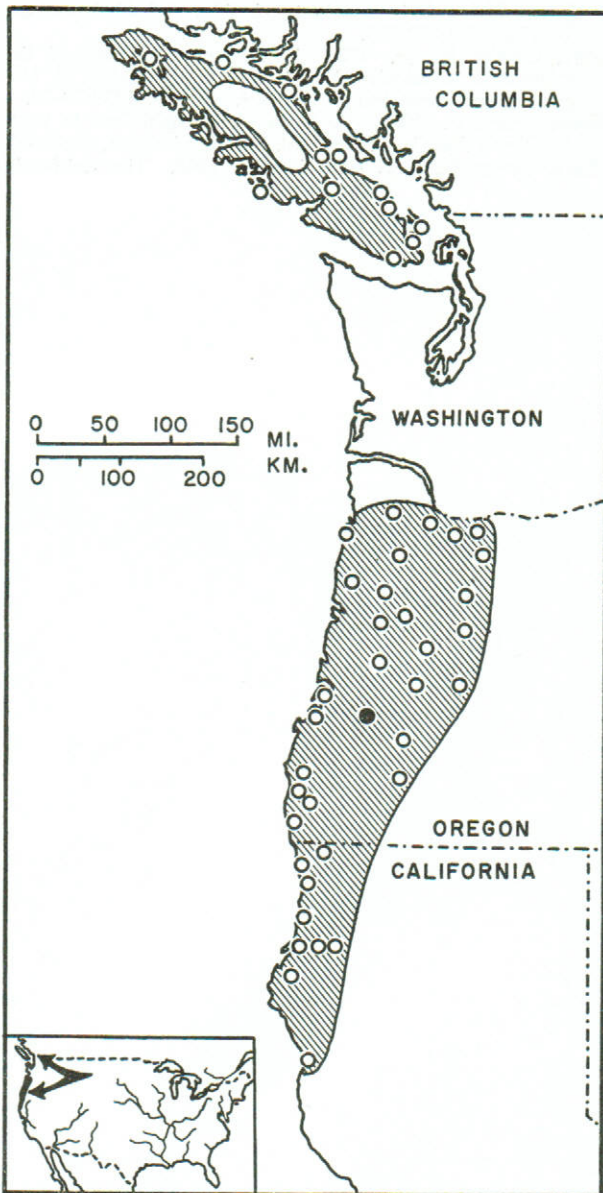 BRITISH
COLUMBIA
WASHINGTON
0 50 100 150 MI.
0 100 200 KM.
OREGON
CALIFORNIA